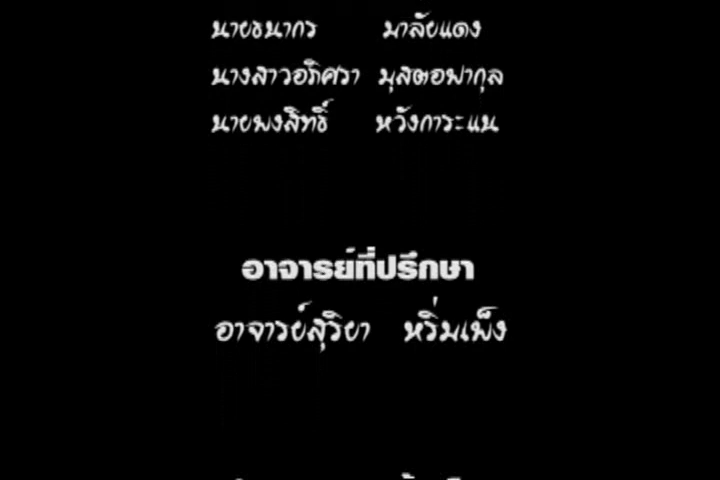 นายธนากร มาลัยแดง
นางสาวอภิศรา มุสตอฟากุล
นายพงสิทธิ์ หวังการะแน
อาจารย์ที่ปรึกษา
อาจารย์สุริยา หริ่มเพ็ง